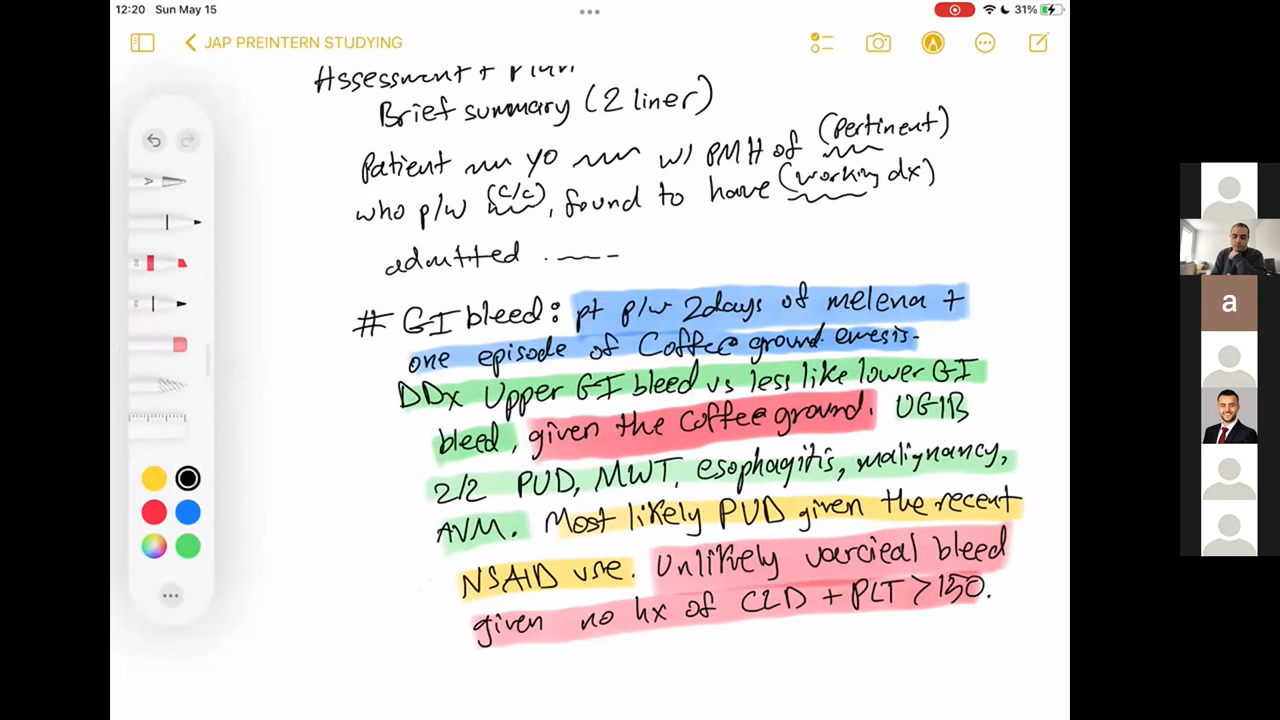 12:20 Sun May 15
31%
JAP PREINTERN STUDYING
Assessment + Plan
Brief summary (2 liner)
Patient yo w/ PMH of (Pertinent)
who p/w (c/c), found to have (working dx)
admitted
# GI bleed: pt p/w 2days of melena +
one episode of Coffee ground emesis.
DDx Upper GI bleed vs less like lower GI
bleed, given the Coffee ground. UGIB
2/2 PUD, MWT, esophagitis, malignancy,
AVM. Most likely PUD given the recent
NSAID use. Unlikely varcieal bleed
given no hx of CLD + PLT > 150.
a